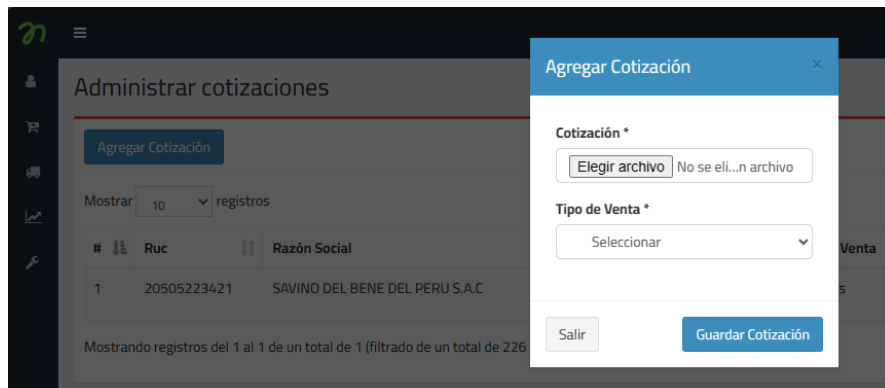 Administrar cotizaciones
Agregar Cotización
Mostrar 10 registros
# Ruc Razón Social Venta
1 20505223421 SAVINO DEL BENE DEL PERU S.A.C
Mostrando registros del 1 al 1 de un total de 1 (filtrado de un total de 226
Agregar Cotización ×
Cotización *
Elegir archivo No se eli...n archivo
Tipo de Venta *
Seleccionar
Salir Guardar Cotización